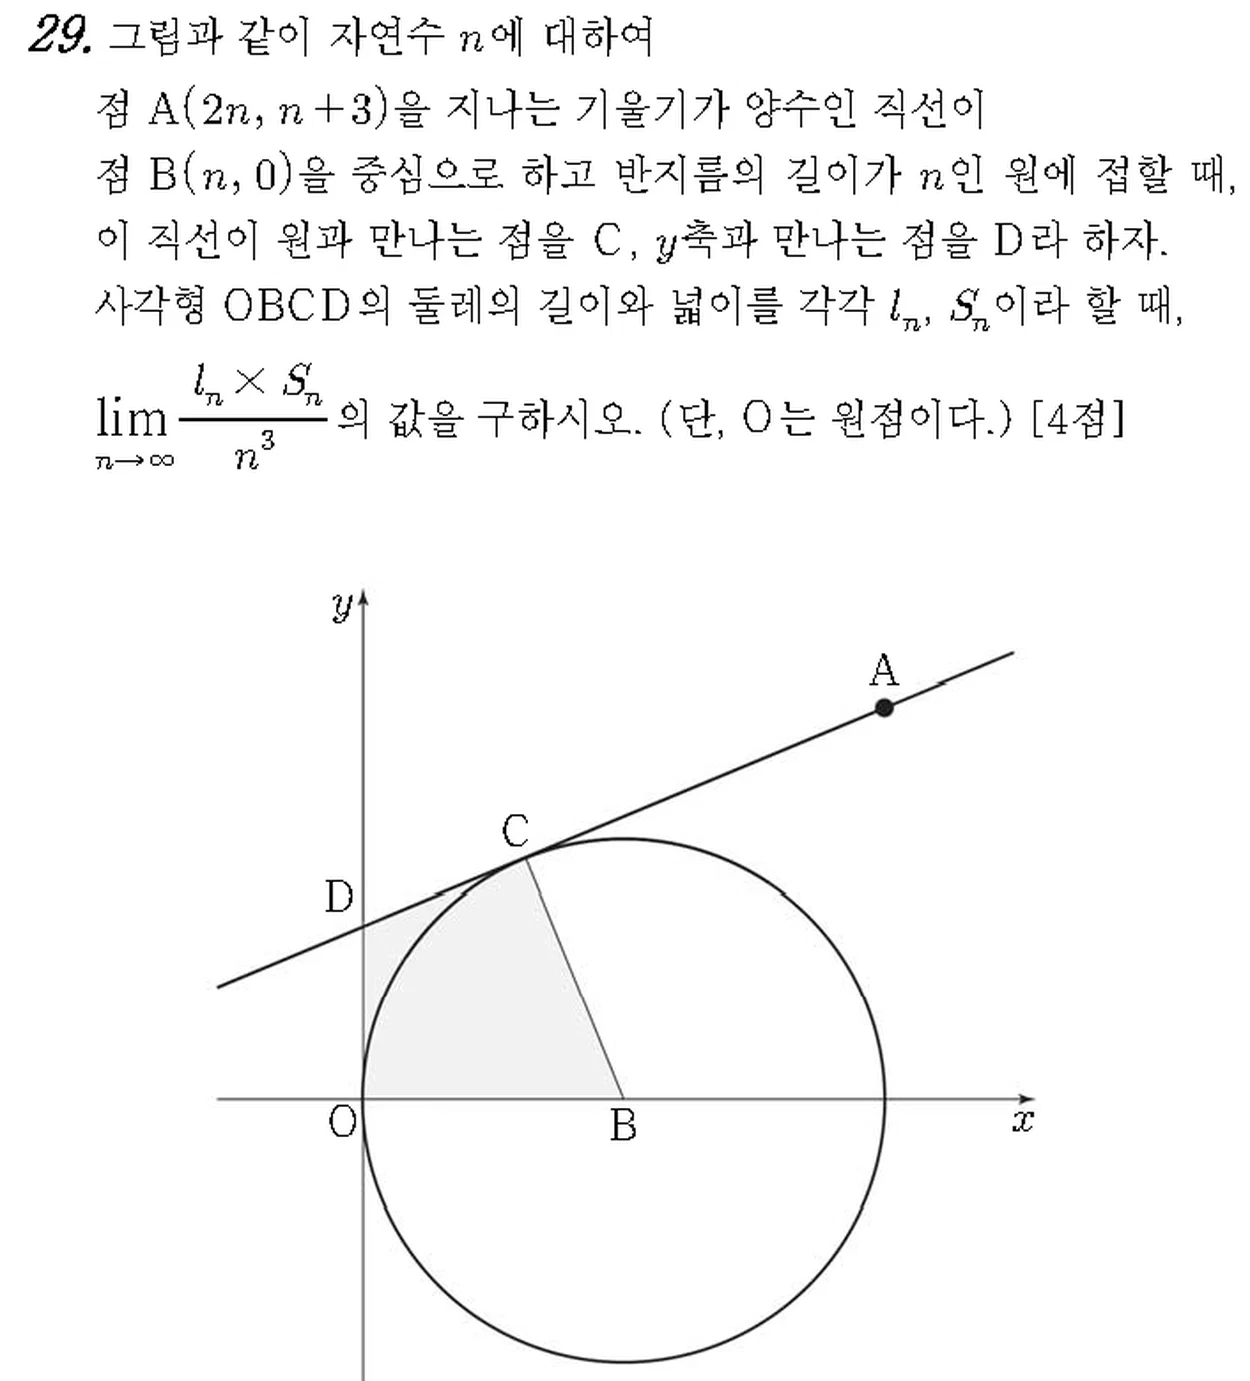 29. 그림과 같이 자연수 n에 대하여
점 A(2n, n+3)을 지나는 기울기가 양수인 직선이
점 B(n, 0)을 중심으로 하고 반지름의 길이가 n인 원에 접할 때,
이 직선이 원과 만나는 점을 C, y축과 만나는 점을 D라 하자.
사각형 OBCD의 둘레의 길이와 넓이를 각각 lₙ, Sₙ이라 할 때,
lim n→∞ (lₙ × Sₙ)/n³ 의 값을 구하시오. (단, O는 원점이다.) [4점]
y
A
C
D
O
B
x